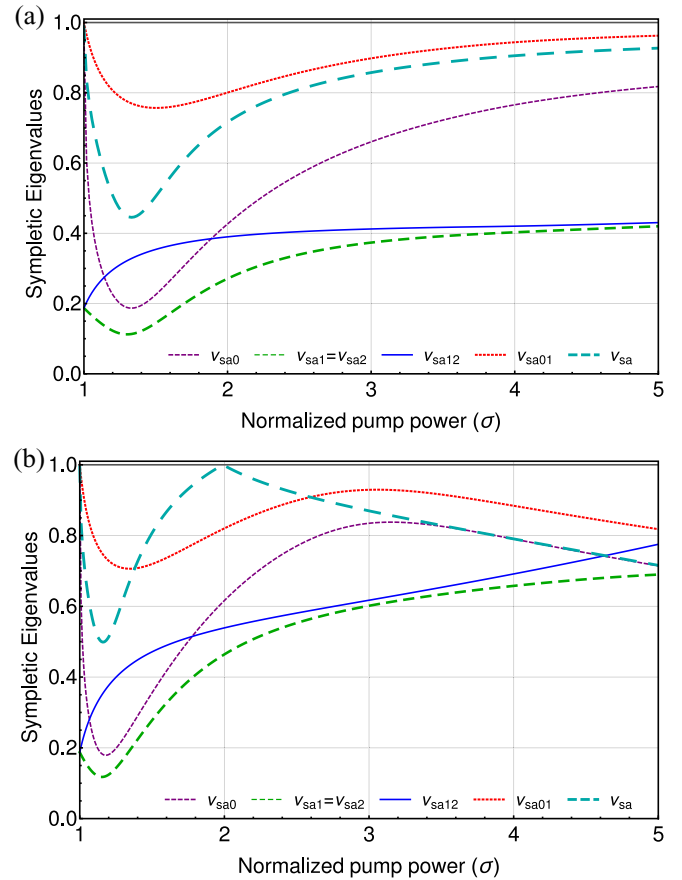 (a)
1.0
0.8
0.6
0.4
0.2
0.0
Sympletic Eigenvalues
v_sa0 v_sa1=v_sa2 v_sa12 v_sa01 v_sa
1 2 3 4 5
Normalized pump power (σ)
(b)
1.0
0.8
0.6
0.4
0.2
0.0
Sympletic Eigenvalues
v_sa0 v_sa1=v_sa2 v_sa12 v_sa01 v_sa
1 2 3 4 5
Normalized pump power (σ)